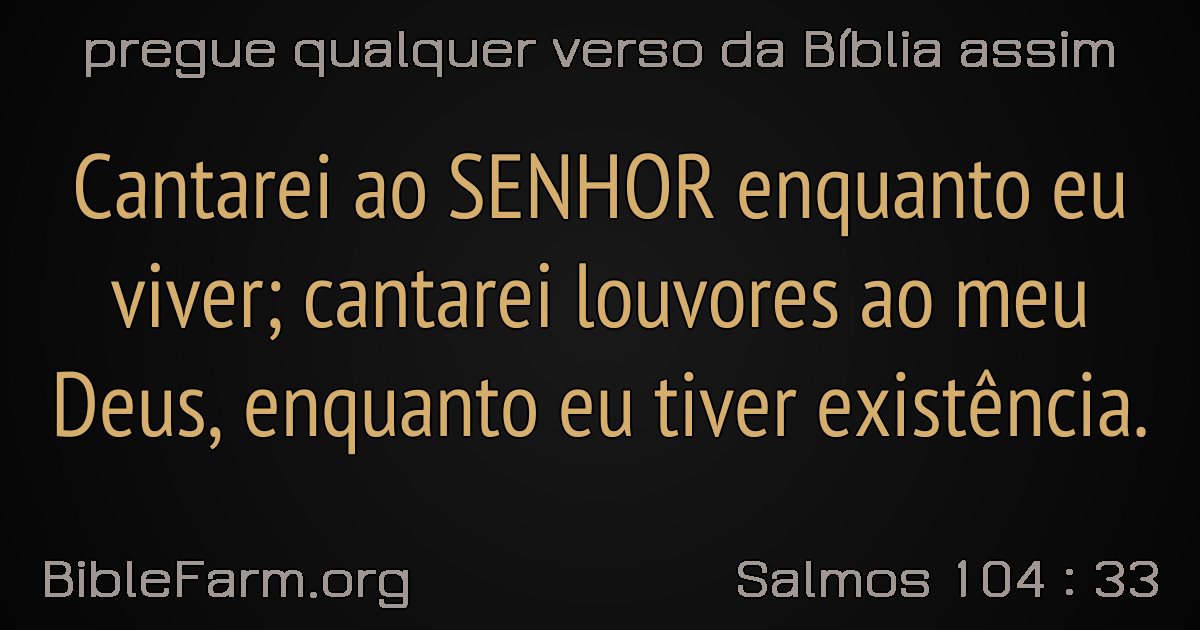 pregue qualquer verso da Bíblia assim
Cantarei ao SENHOR enquanto eu
viver; cantarei louvores ao meu
Deus, enquanto eu tiver existência.
BibleFarm.org
Salmos 104 : 33